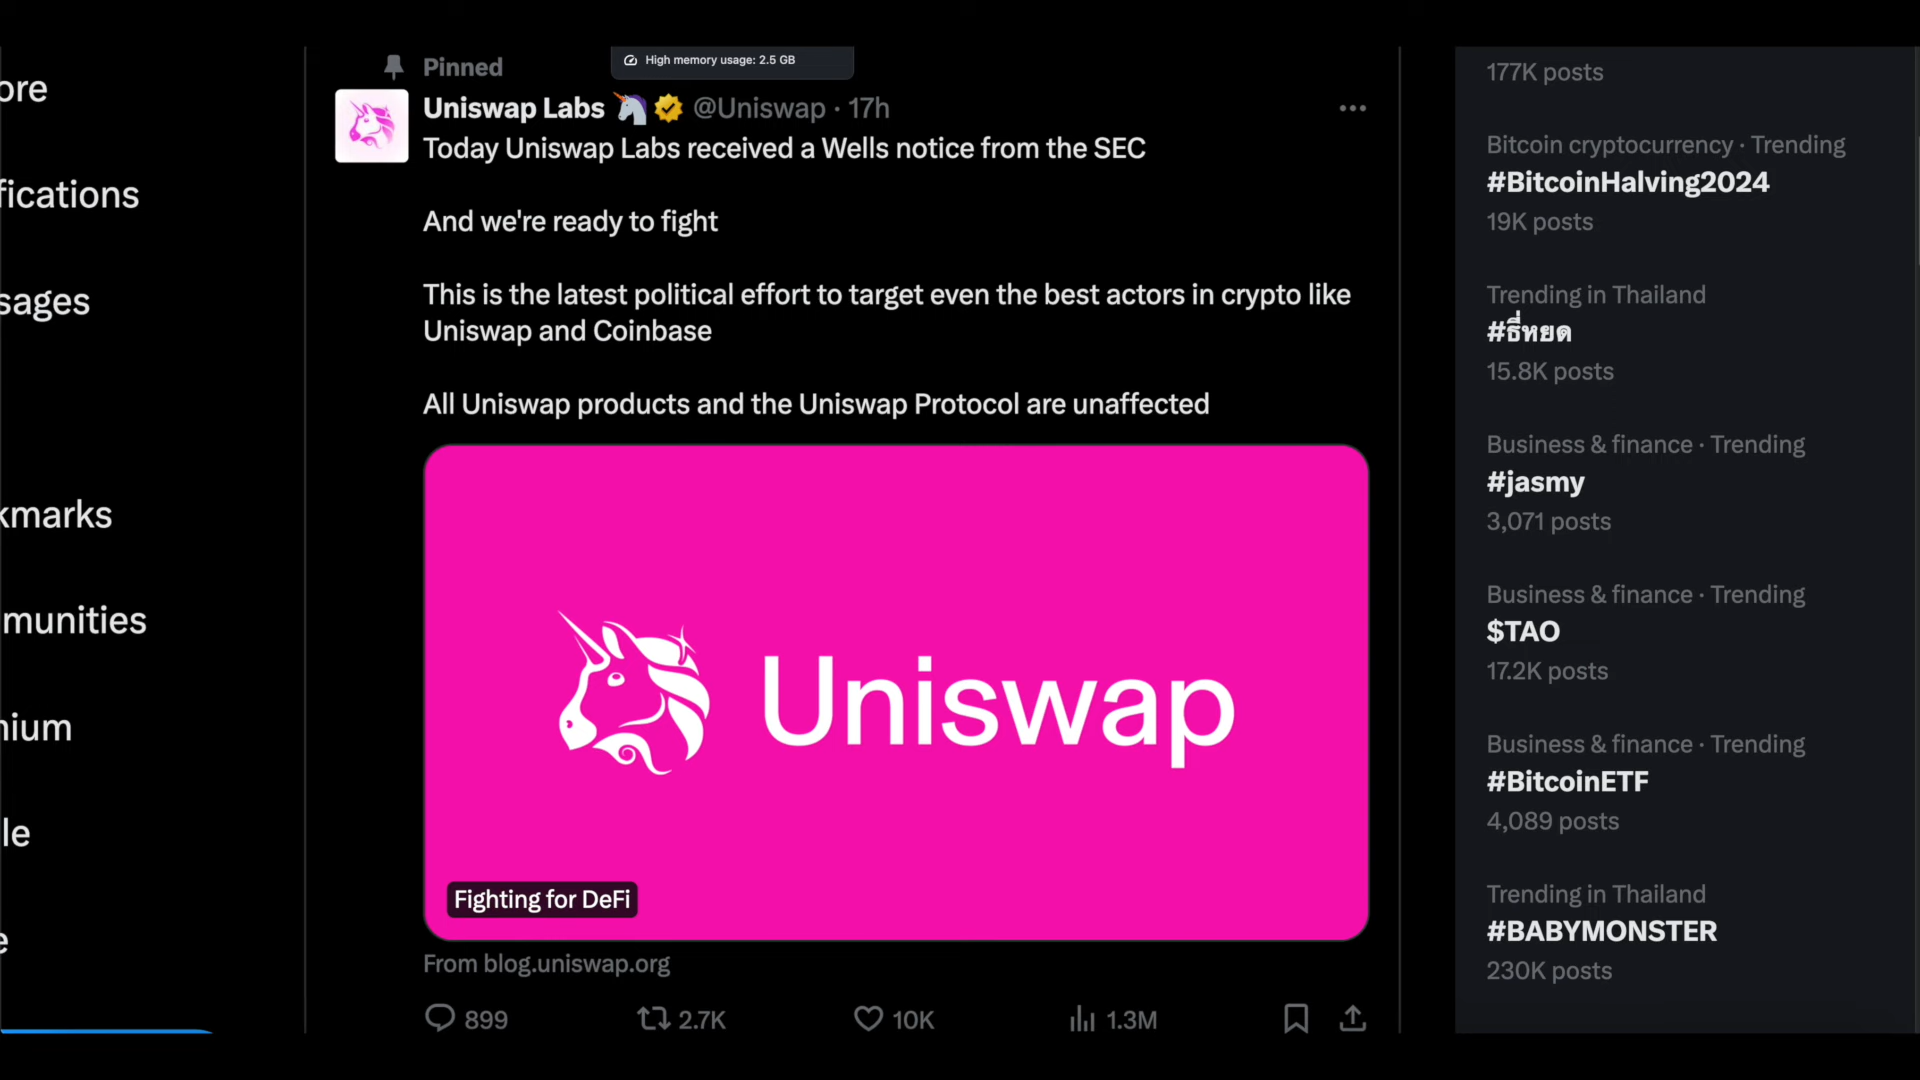 ore
fications
sages
kmarks
munities
nium
le
e
Pinned
High memory usage: 2.5 GB
Uniswap Labs @Uniswap · 17h
Today Uniswap Labs received a Wells notice from the SEC
And we're ready to fight
This is the latest political effort to target even the best actors in crypto like
Uniswap and Coinbase
All Uniswap products and the Uniswap Protocol are unaffected
Uniswap
Fighting for DeFi
From blog.uniswap.org
899 2.7K 10K 1.3M
177K posts
Bitcoin cryptocurrency · Trending
#BitcoinHalving2024
19K posts
Trending in Thailand
#ธี่หยด
15.8K posts
Business & finance · Trending
#jasmy
3,071 posts
Business & finance · Trending
$TAO
17.2K posts
Business & finance · Trending
#BitcoinETF
4,089 posts
Trending in Thailand
#BABYMONSTER
230K posts